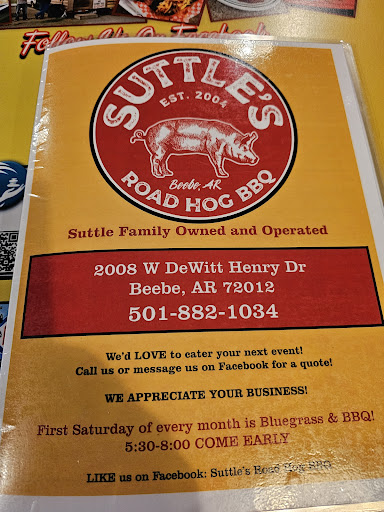 Follow Us On Facebook
SUTTLE'S
EST. 2004
Beebe, AR
ROAD HOG BBQ
Suttle Family Owned and Operated
2008 W DeWitt Henry Dr
Beebe, AR 72012
501-882-1034
We'd LOVE to cater your next event!
Call us or message us on Facebook for a quote!
WE APPRECIATE YOUR BUSINESS!
First Saturday of every month is Bluegrass & BBQ!
5:30-8:00 COME EARLY
LIKE us on Facebook: Suttle's Road Hog BBQ